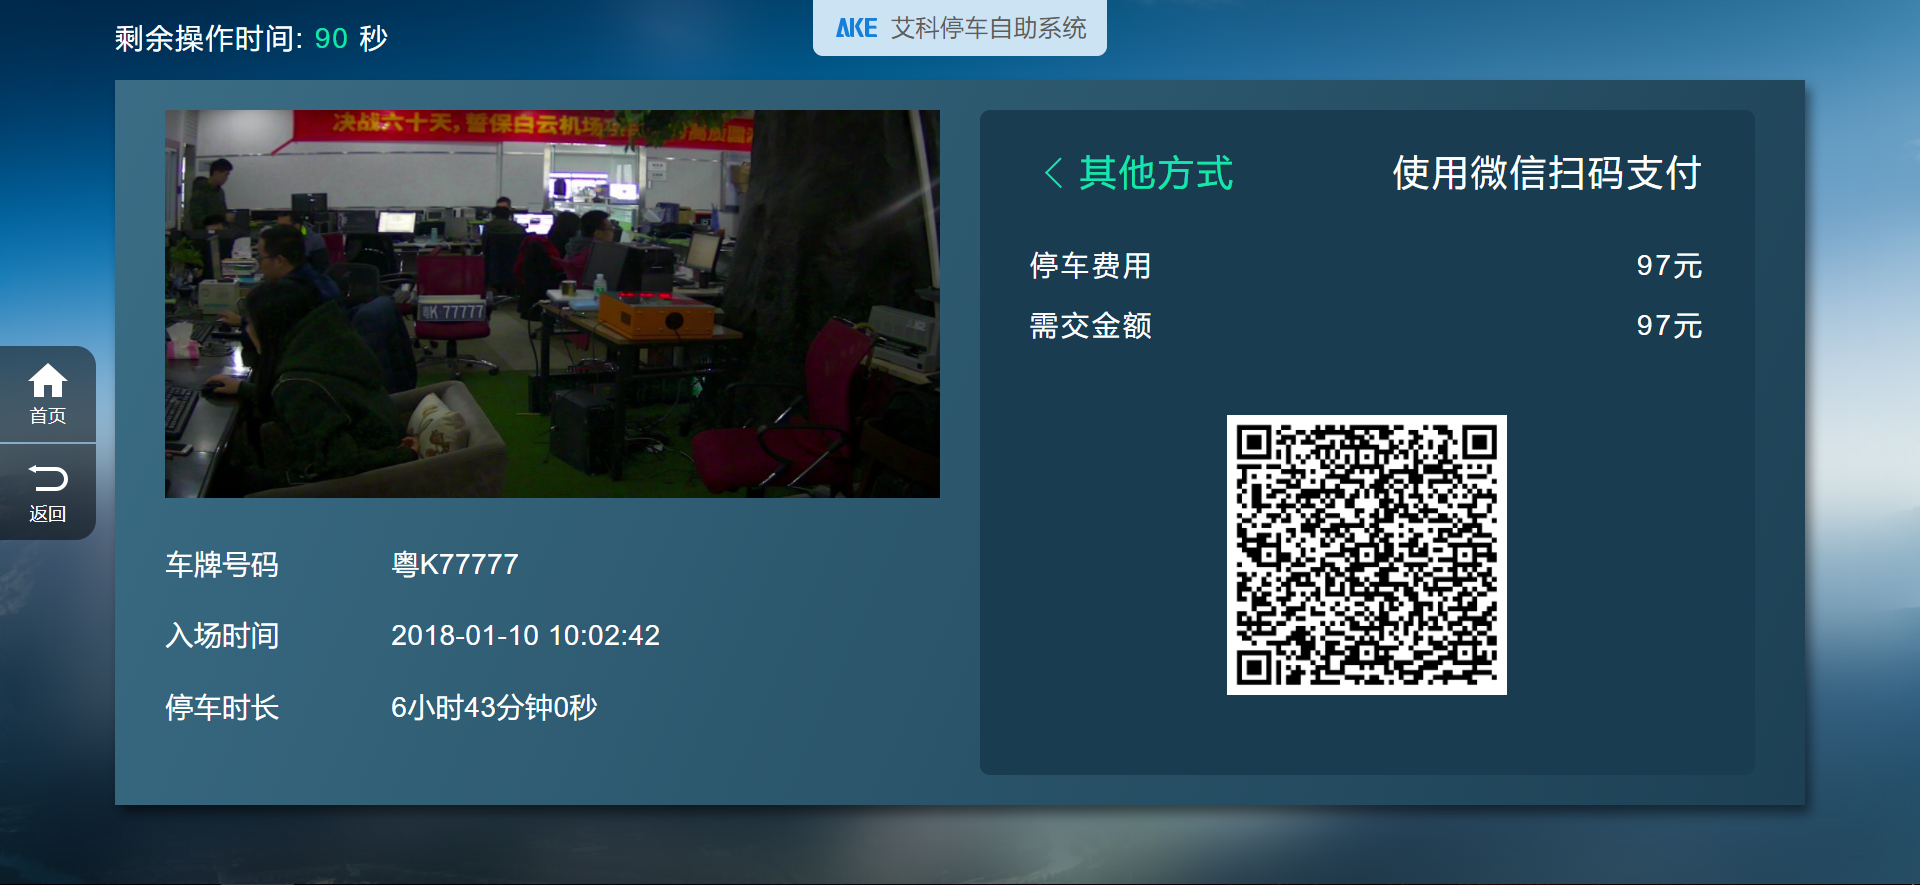 剩余操作时间: 90 秒
AKE 艾科停车自助系统
决战六十天，誓保白云机场
粤K 77777
其他方式
使用微信扫码支付
停车费用 97元
需交金额 97元
首页
返回
车牌号码 粤K77777
入场时间 2018-01-10 10:02:42
停车时长 6小时43分钟0秒